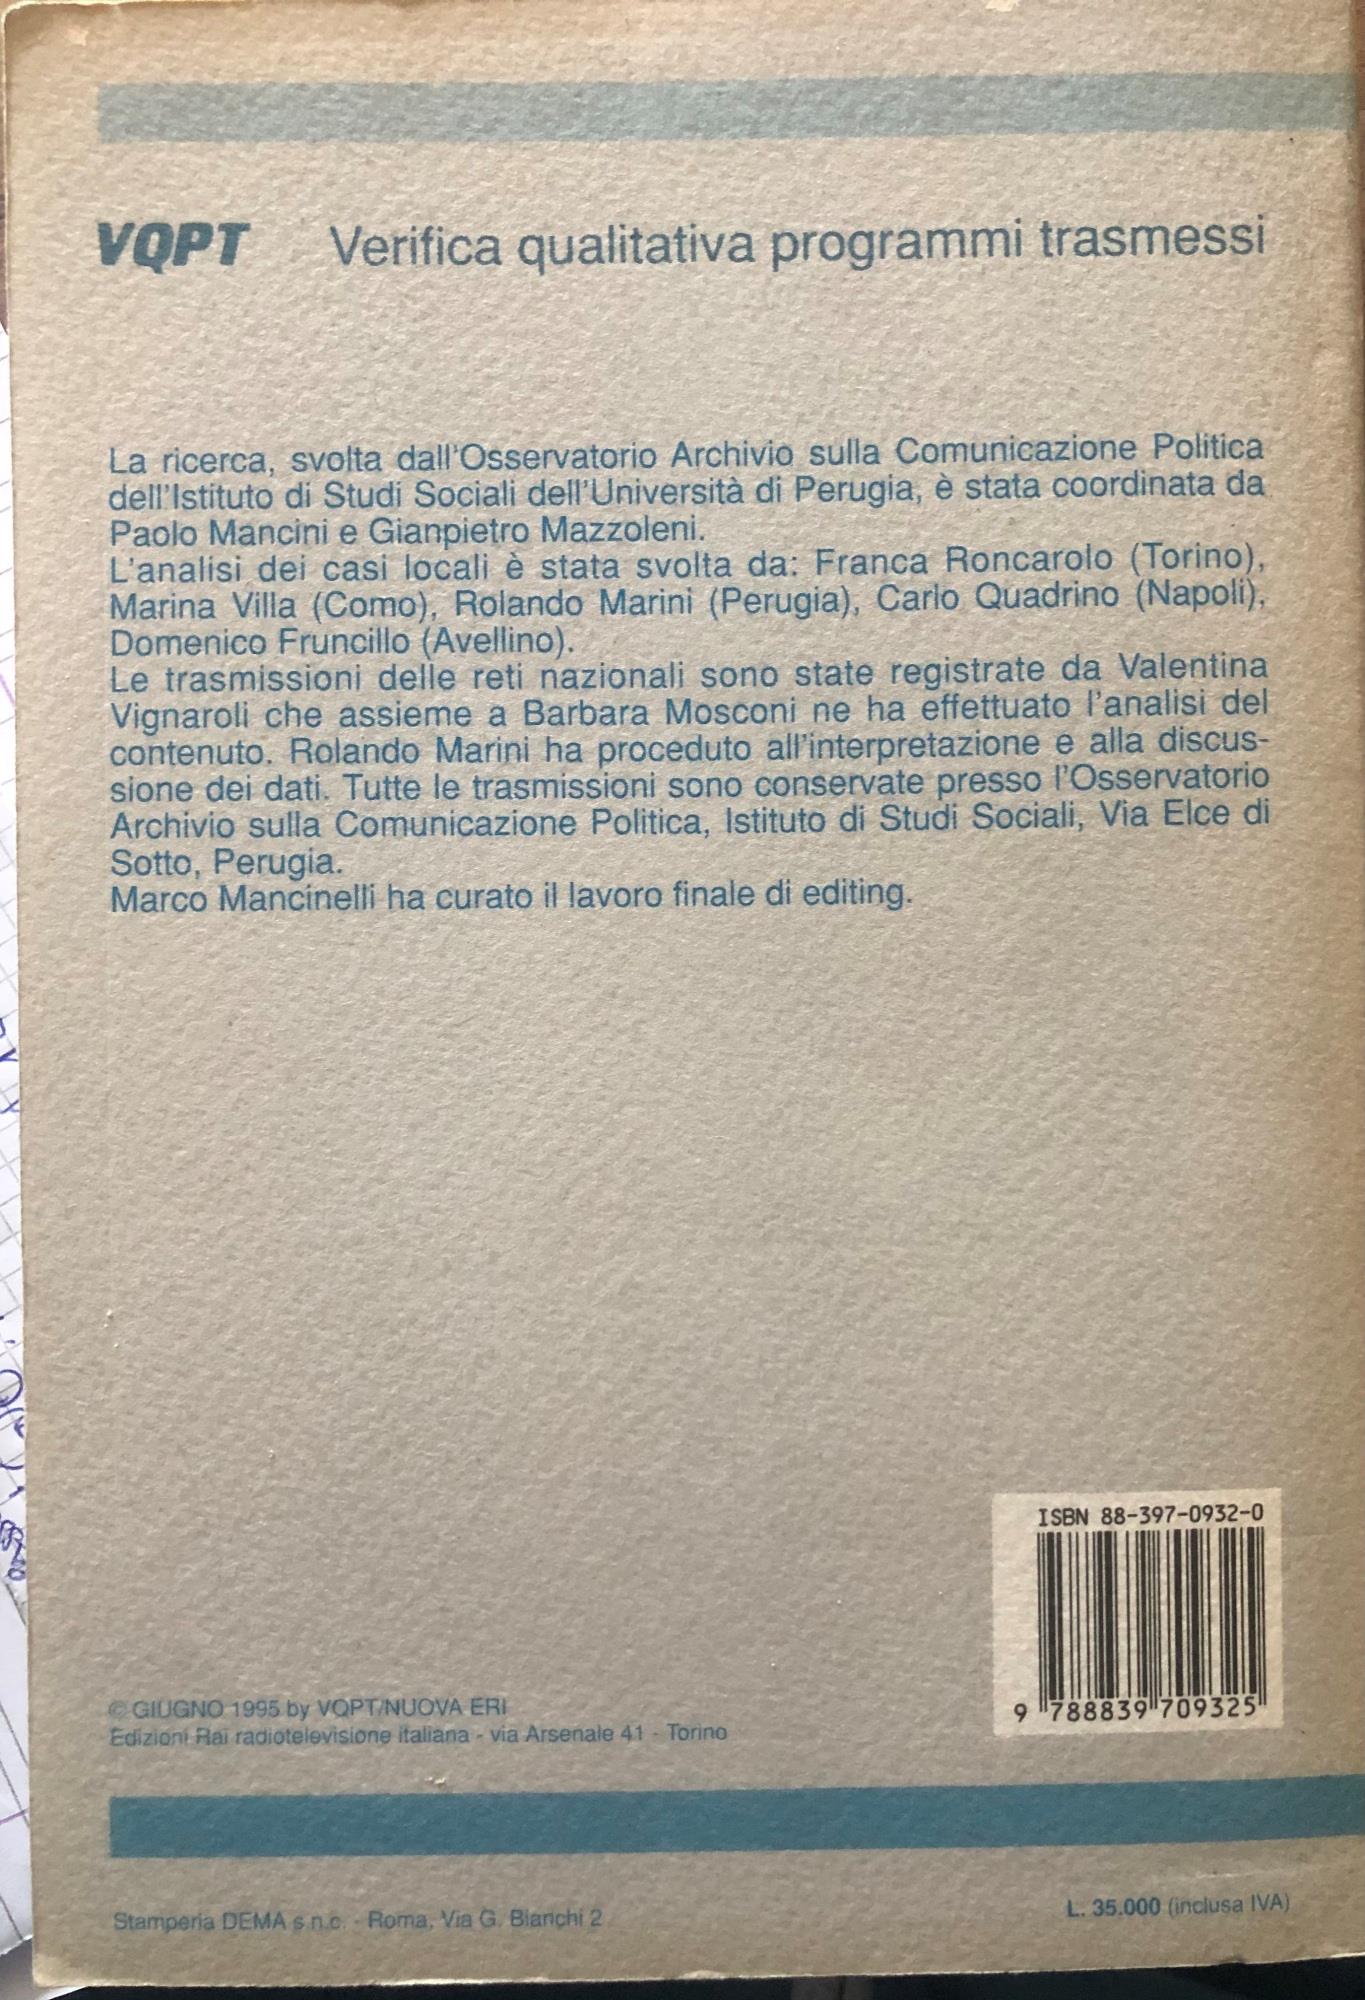 VQPT Verifica qualitativa programmi trasmessi
La ricerca, svolta dall'Osservatorio Archivio sulla Comunicazione Politica
dell'Istituto di Studi Sociali dell'Università di Perugia, è stata coordinata da
Paolo Mancini e Gianpietro Mazzoleni.
L'analisi dei casi locali è stata svolta da: Franca Roncarolo (Torino),
Marina Villa (Como), Rolando Marini (Perugia), Carlo Quadrino (Napoli),
Domenico Fruncillo (Avellino).
Le trasmissioni delle reti nazionali sono state registrate da Valentina
Vignaroli che assieme a Barbara Mosconi ne ha effettuato l'analisi del
contenuto. Rolando Marini ha proceduto all'interpretazione e alla discus-
sione dei dati. Tutte le trasmissioni sono conservate presso l'Osservatorio
Archivio sulla Comunicazione Politica, Istituto di Studi Sociali, Via Elce di
Sotto, Perugia.
Marco Mancinelli ha curato il lavoro finale di editing.
ISBN 88-397-0932-0
9 788839 709325
© GIUGNO 1995 by VQPT/NUOVA ERI
Edizioni Rai radiotelevisione italiana - via Arsenale 41 - Torino
Stamperia DEMA s.n.c. - Roma, Via G. Bianchi 2
L. 35.000 (inclusa IVA)